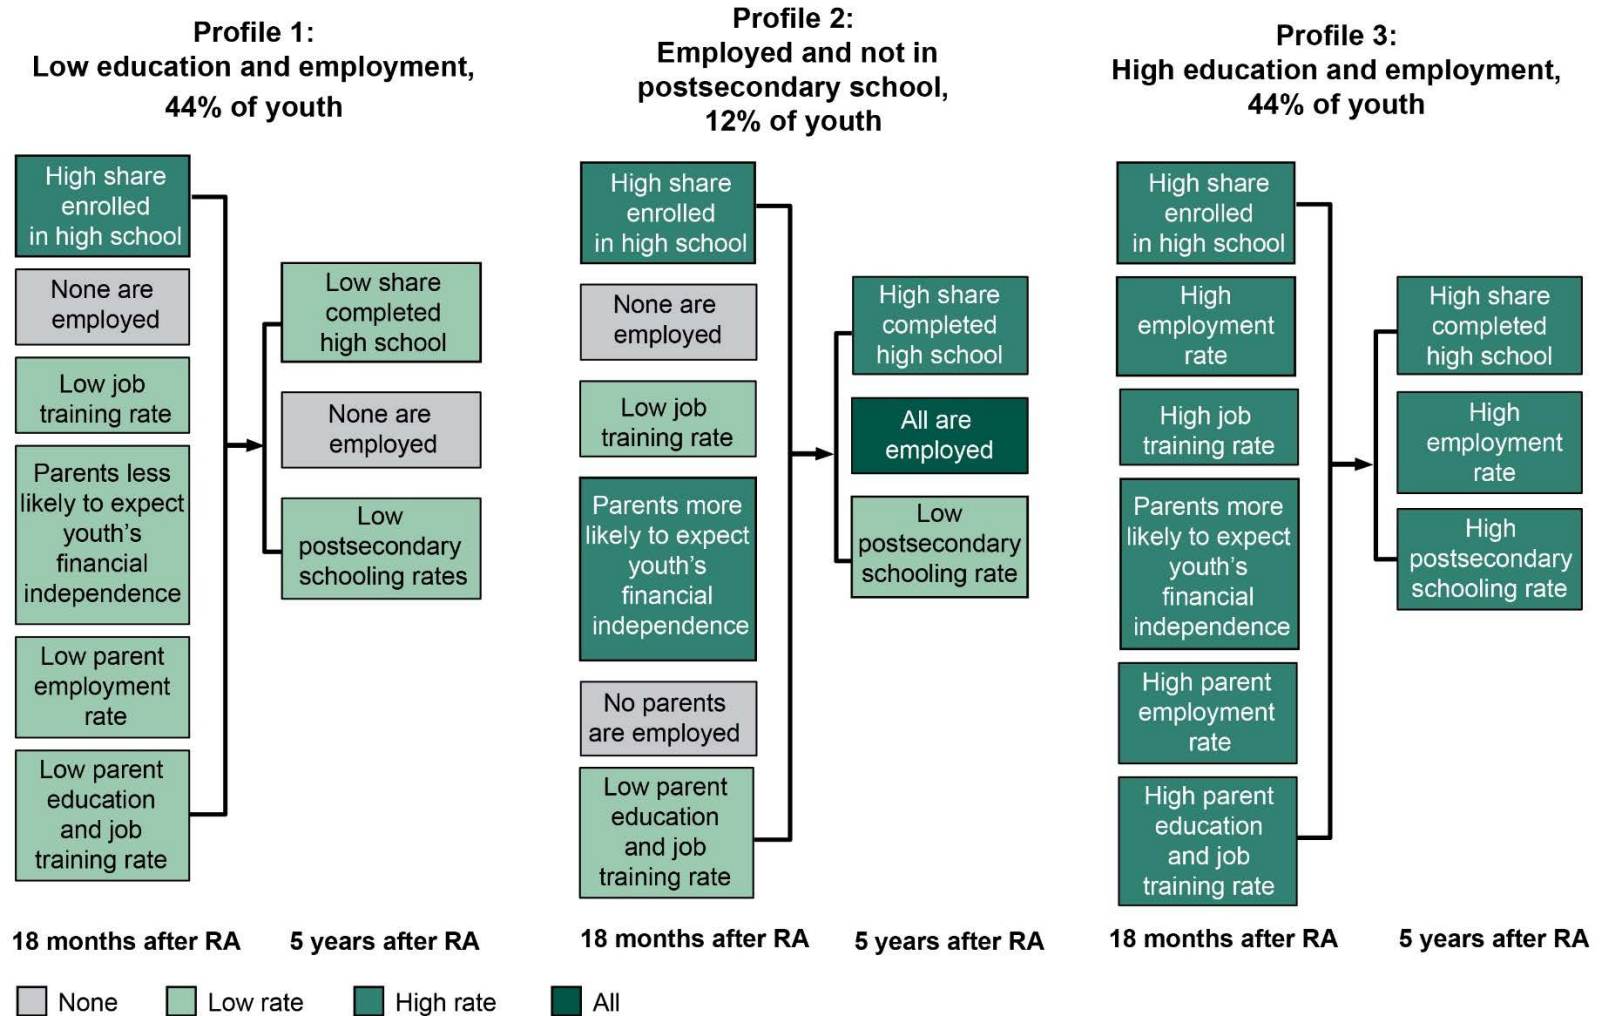 Profile 1:
Low education and employment,
44% of youth
High share
enrolled
in high school
None are
employed
Low job
training rate
Parents less
likely to expect
youth's
financial
independence
Low parent
employment
rate
Low parent
education
and job
training rate
Low share
completed
high school
None are
employed
Low
postsecondary
schooling rates
18 months after RA
5 years after RA
Profile 2:
Employed and not in
postsecondary school,
12% of youth
High share
enrolled
in high school
None are
employed
Low job
training rate
Parents more
likely to expect
youth's
financial
independence
No parents
are employed
Low parent
education
and job
training rate
High share
completed
high school
All are
employed
Low
postsecondary
schooling rate
18 months after RA
5 years after RA
Profile 3:
High education and employment,
44% of youth
High share
enrolled
in high school
High
employment
rate
High job
training rate
Parents more
likely to expect
youth's
financial
independence
High parent
employment
rate
High parent
education
and job
training rate
High share
completed
high school
High
employment
rate
High
postsecondary
schooling rate
18 months after RA
5 years after RA
None
Low rate
High rate
All